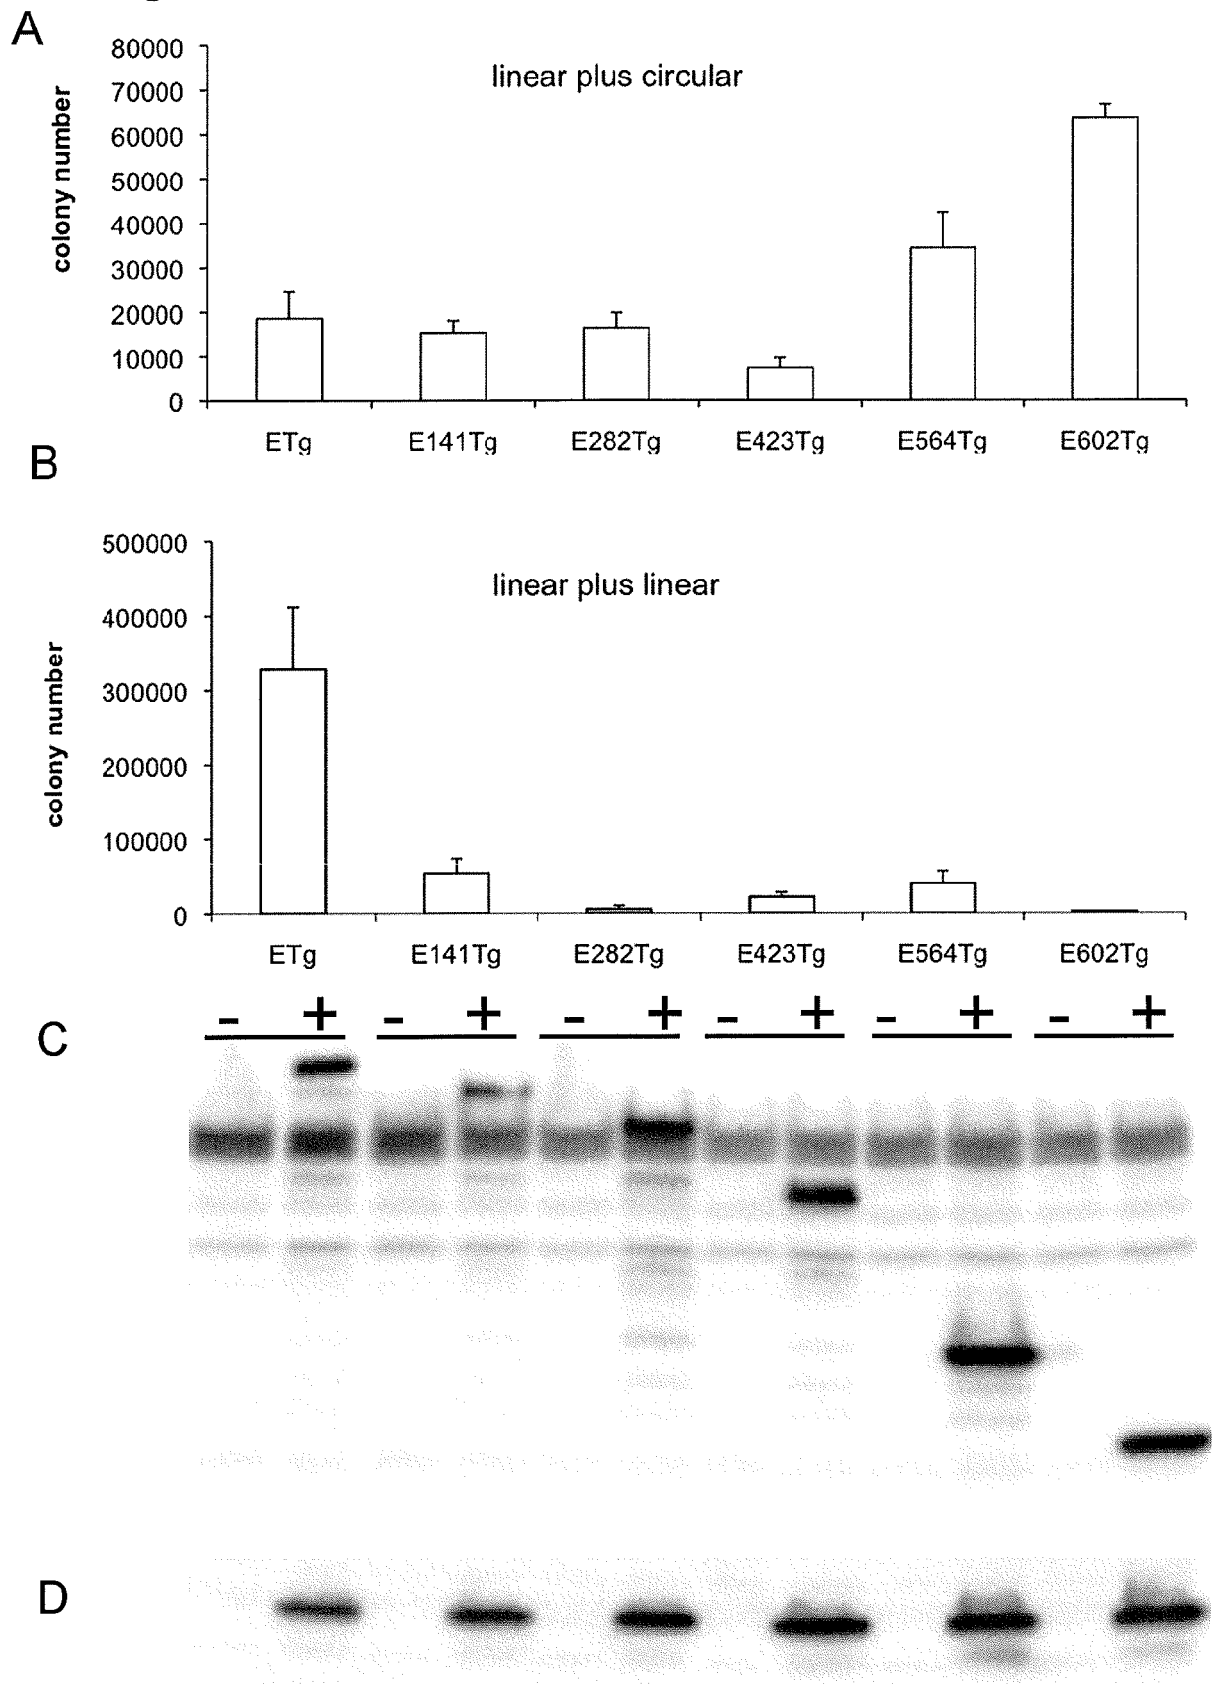 A
80000
70000
60000
50000
40000
30000
20000
10000
0
colony number
linear plus circular
ETg E141Tg E282Tg E423Tg E564Tg E602Tg
B
500000
400000
300000
200000
100000
0
colony number
linear plus linear
ETg E141Tg E282Tg E423Tg E564Tg E602Tg
- + - + - + - + - + - +
C
D